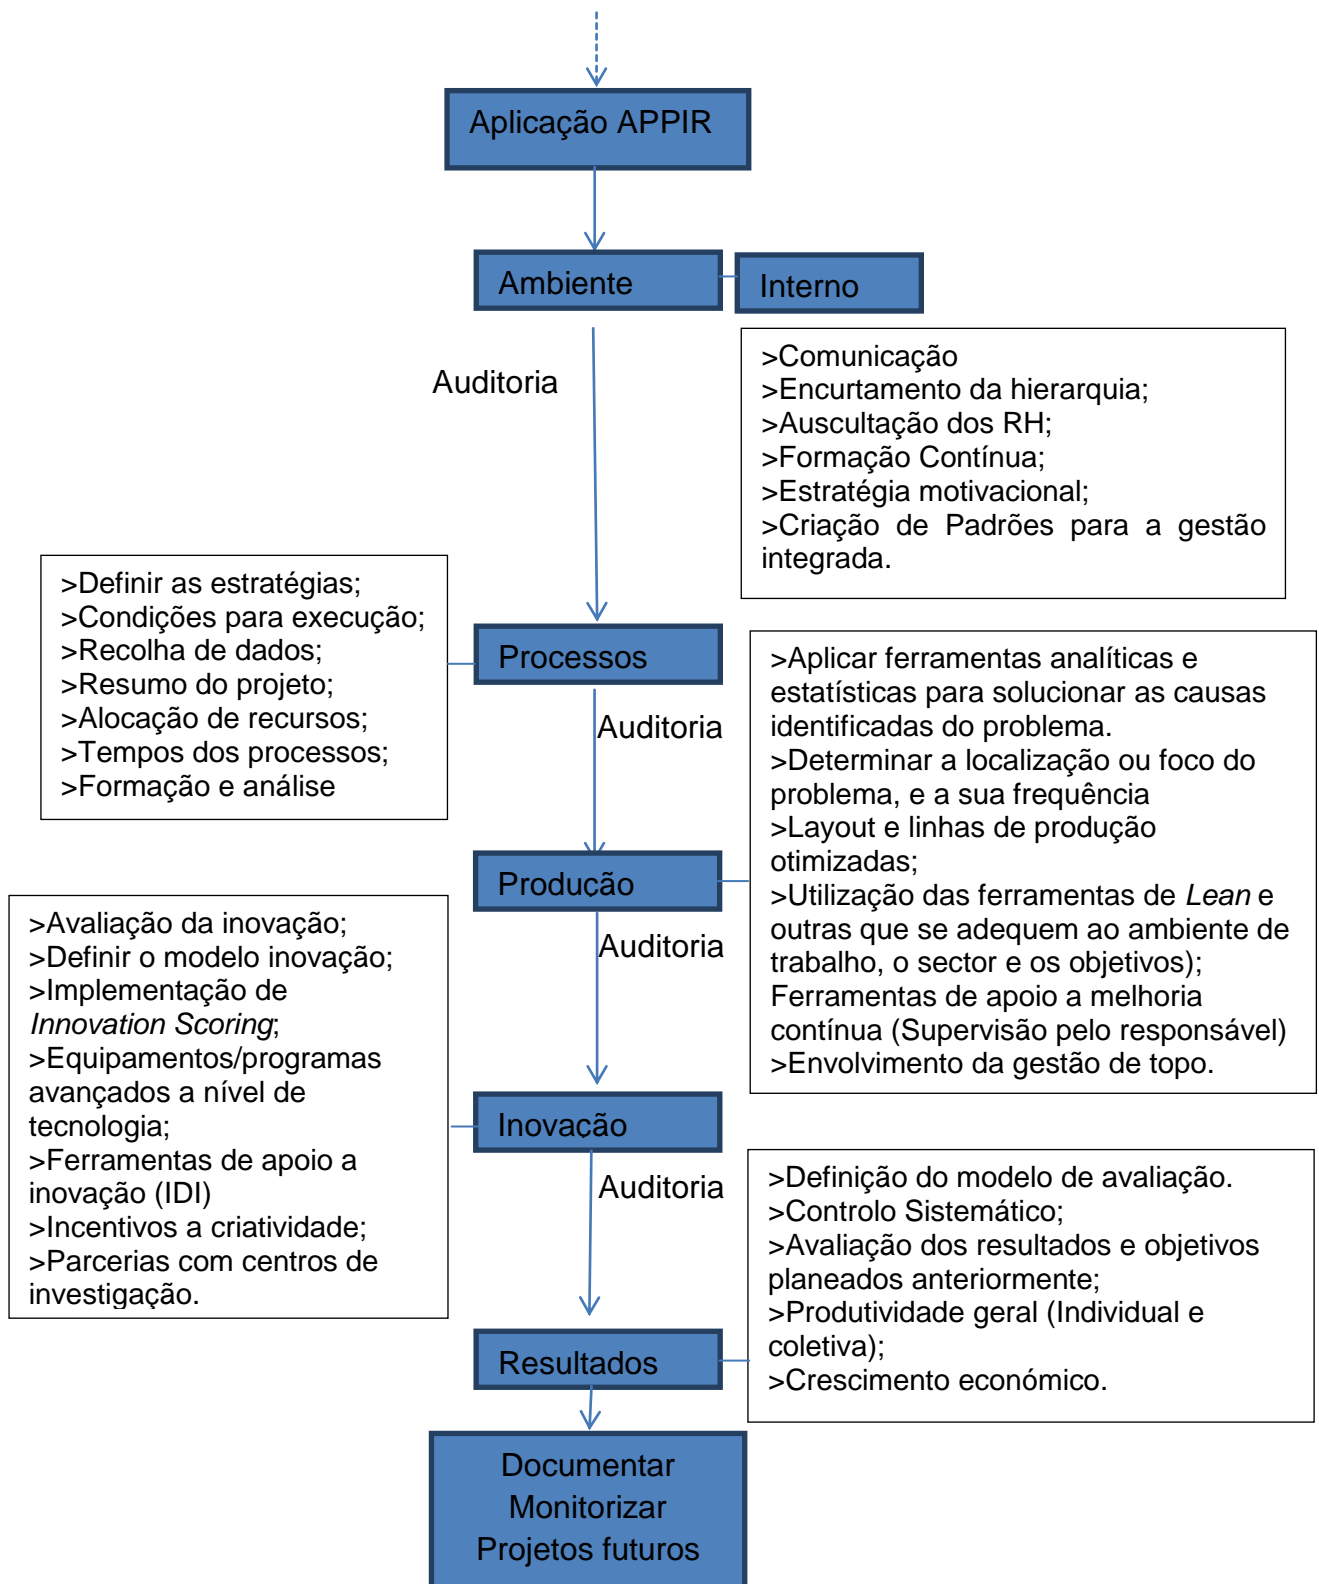 Aplicação APPIR
Ambiente
Interno
Auditoria
>Comunicação
>Encurtamento da hierarquia;
>Auscultação dos RH;
>Formação Contínua;
>Estratégia motivacional;
>Criação de Padrões para a gestão
integrada.
>Definir as estratégias;
>Condições para execução;
>Recolha de dados;
>Resumo do projeto;
>Alocação de recursos;
>Tempos dos processos;
>Formação e análise
Processos
Auditoria
>Aplicar ferramentas analíticas e
estatísticas para solucionar as causas
identificadas do problema.
>Determinar a localização ou foco do
problema, e a sua frequência
>Layout e linhas de produção
otimizadas;
>Utilização das ferramentas de Lean e
outras que se adequem ao ambiente de
trabalho, o sector e os objetivos);
Ferramentas de apoio a melhoria
contínua (Supervisão pelo responsável)
>Envolvimento da gestão de topo.
Produção
Auditoria
>Avaliação da inovação;
>Definir o modelo inovação;
>Implementação de
Innovation Scoring;
>Equipamentos/programas
avançados a nível de
tecnologia;
>Ferramentas de apoio a
inovação (IDI)
>Incentivos a criatividade;
>Parcerias com centros de
investigação.
Inovação
Auditoria
>Definição do modelo de avaliação.
>Controlo Sistemático;
>Avaliação dos resultados e objetivos
planeados anteriormente;
>Produtividade geral (Individual e
coletiva);
>Crescimento económico.
Resultados
Documentar
Monitorizar
Projetos futuros